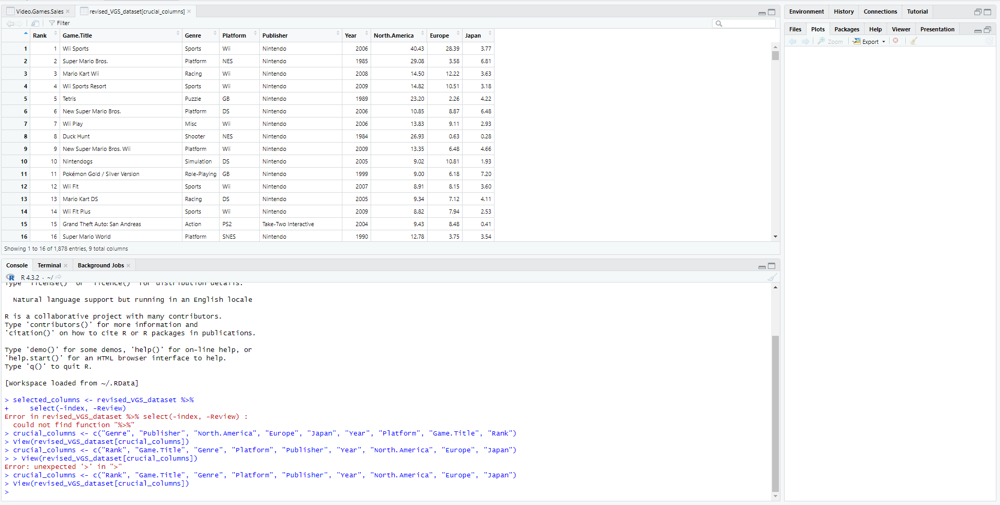 Video.Games.Sales
revised_VGS_dataset[crucial_columns]
Filter
Rank Game.Title Genre Platform Publisher Year North.America Europe Japan
1 1 Wii Sports Sports Wii Nintendo 2006 40.43 28.39 3.77
2 2 Super Mario Bros. Platform NES Nintendo 1985 29.08 3.58 6.81
3 3 Mario Kart Wii Racing Wii Nintendo 2008 14.50 12.22 3.63
4 4 Wii Sports Resort Sports Wii Nintendo 2009 14.82 10.51 3.18
5 5 Tetris Puzzle GB Nintendo 1989 23.20 2.26 4.22
6 6 New Super Mario Bros. Platform DS Nintendo 2006 10.85 8.87 6.48
7 7 Wii Play Misc Wii Nintendo 2006 13.83 9.11 2.93
8 8 Duck Hunt Shooter NES Nintendo 1984 26.93 0.63 0.28
9 9 New Super Mario Bros. Wii Platform Wii Nintendo 2009 13.35 6.48 4.66
10 10 Nintendogs Simulation DS Nintendo 2005 9.02 10.81 1.93
11 11 Pokémon Gold / Silver Version Role-Playing GB Nintendo 1999 9.00 6.18 7.20
12 12 Wii Fit Sports Wii Nintendo 2007 8.91 8.15 3.60
13 13 Mario Kart DS Racing DS Nintendo 2005 9.34 7.12 4.11
14 14 Wii Fit Plus Sports Wii Nintendo 2009 8.82 7.94 2.53
15 15 Grand Theft Auto: San Andreas Action PS2 Take-Two Interactive 2004 9.43 8.48 0.41
16 16 Super Mario World Platform SNES Nintendo 1990 12.78 3.75 3.54
Showing 1 to 16 of 1,878 entries, 9 total columns
Console Terminal Background Jobs
R R 4.3.2 · ~/
Type 'license()' or 'licence()' for distribution details.
Natural language support but running in an English locale
R is a collaborative project with many contributors.
Type 'contributors()' for more information and
'citation()' on how to cite R or R packages in publications.
Type 'demo()' for some demos, 'help()' for on-line help, or
'help.start()' for an HTML browser interface to help.
Type 'q()' to quit R.
[Workspace loaded from ~/.RData]
> selected_columns <- revised_VGS_dataset %>%
+     select(-index, -Review)
Error in revised_VGS_dataset %>% select(-index, -Review) :
could not find function "%>%"
> crucial_columns <- c("Genre", "Publisher", "North.America", "Europe", "Japan", "Year", "Platform", "Game.Title", "Rank")
> View(revised_VGS_dataset[crucial_columns])
> crucial_columns <- c("Rank", "Game.Title", "Genre", "Platform", "Publisher", "Year", "North.America", "Europe", "Japan")
> > View(revised_VGS_dataset[crucial_columns])
Error: unexpected '>' in ">"
> crucial_columns <- c("Rank", "Game.Title", "Genre", "Platform", "Publisher", "Year", "North.America", "Europe", "Japan")
> View(revised_VGS_dataset[crucial_columns])
>
Environment History Connections Tutorial
Files Plots Packages Help Viewer Presentation
Zoom Export